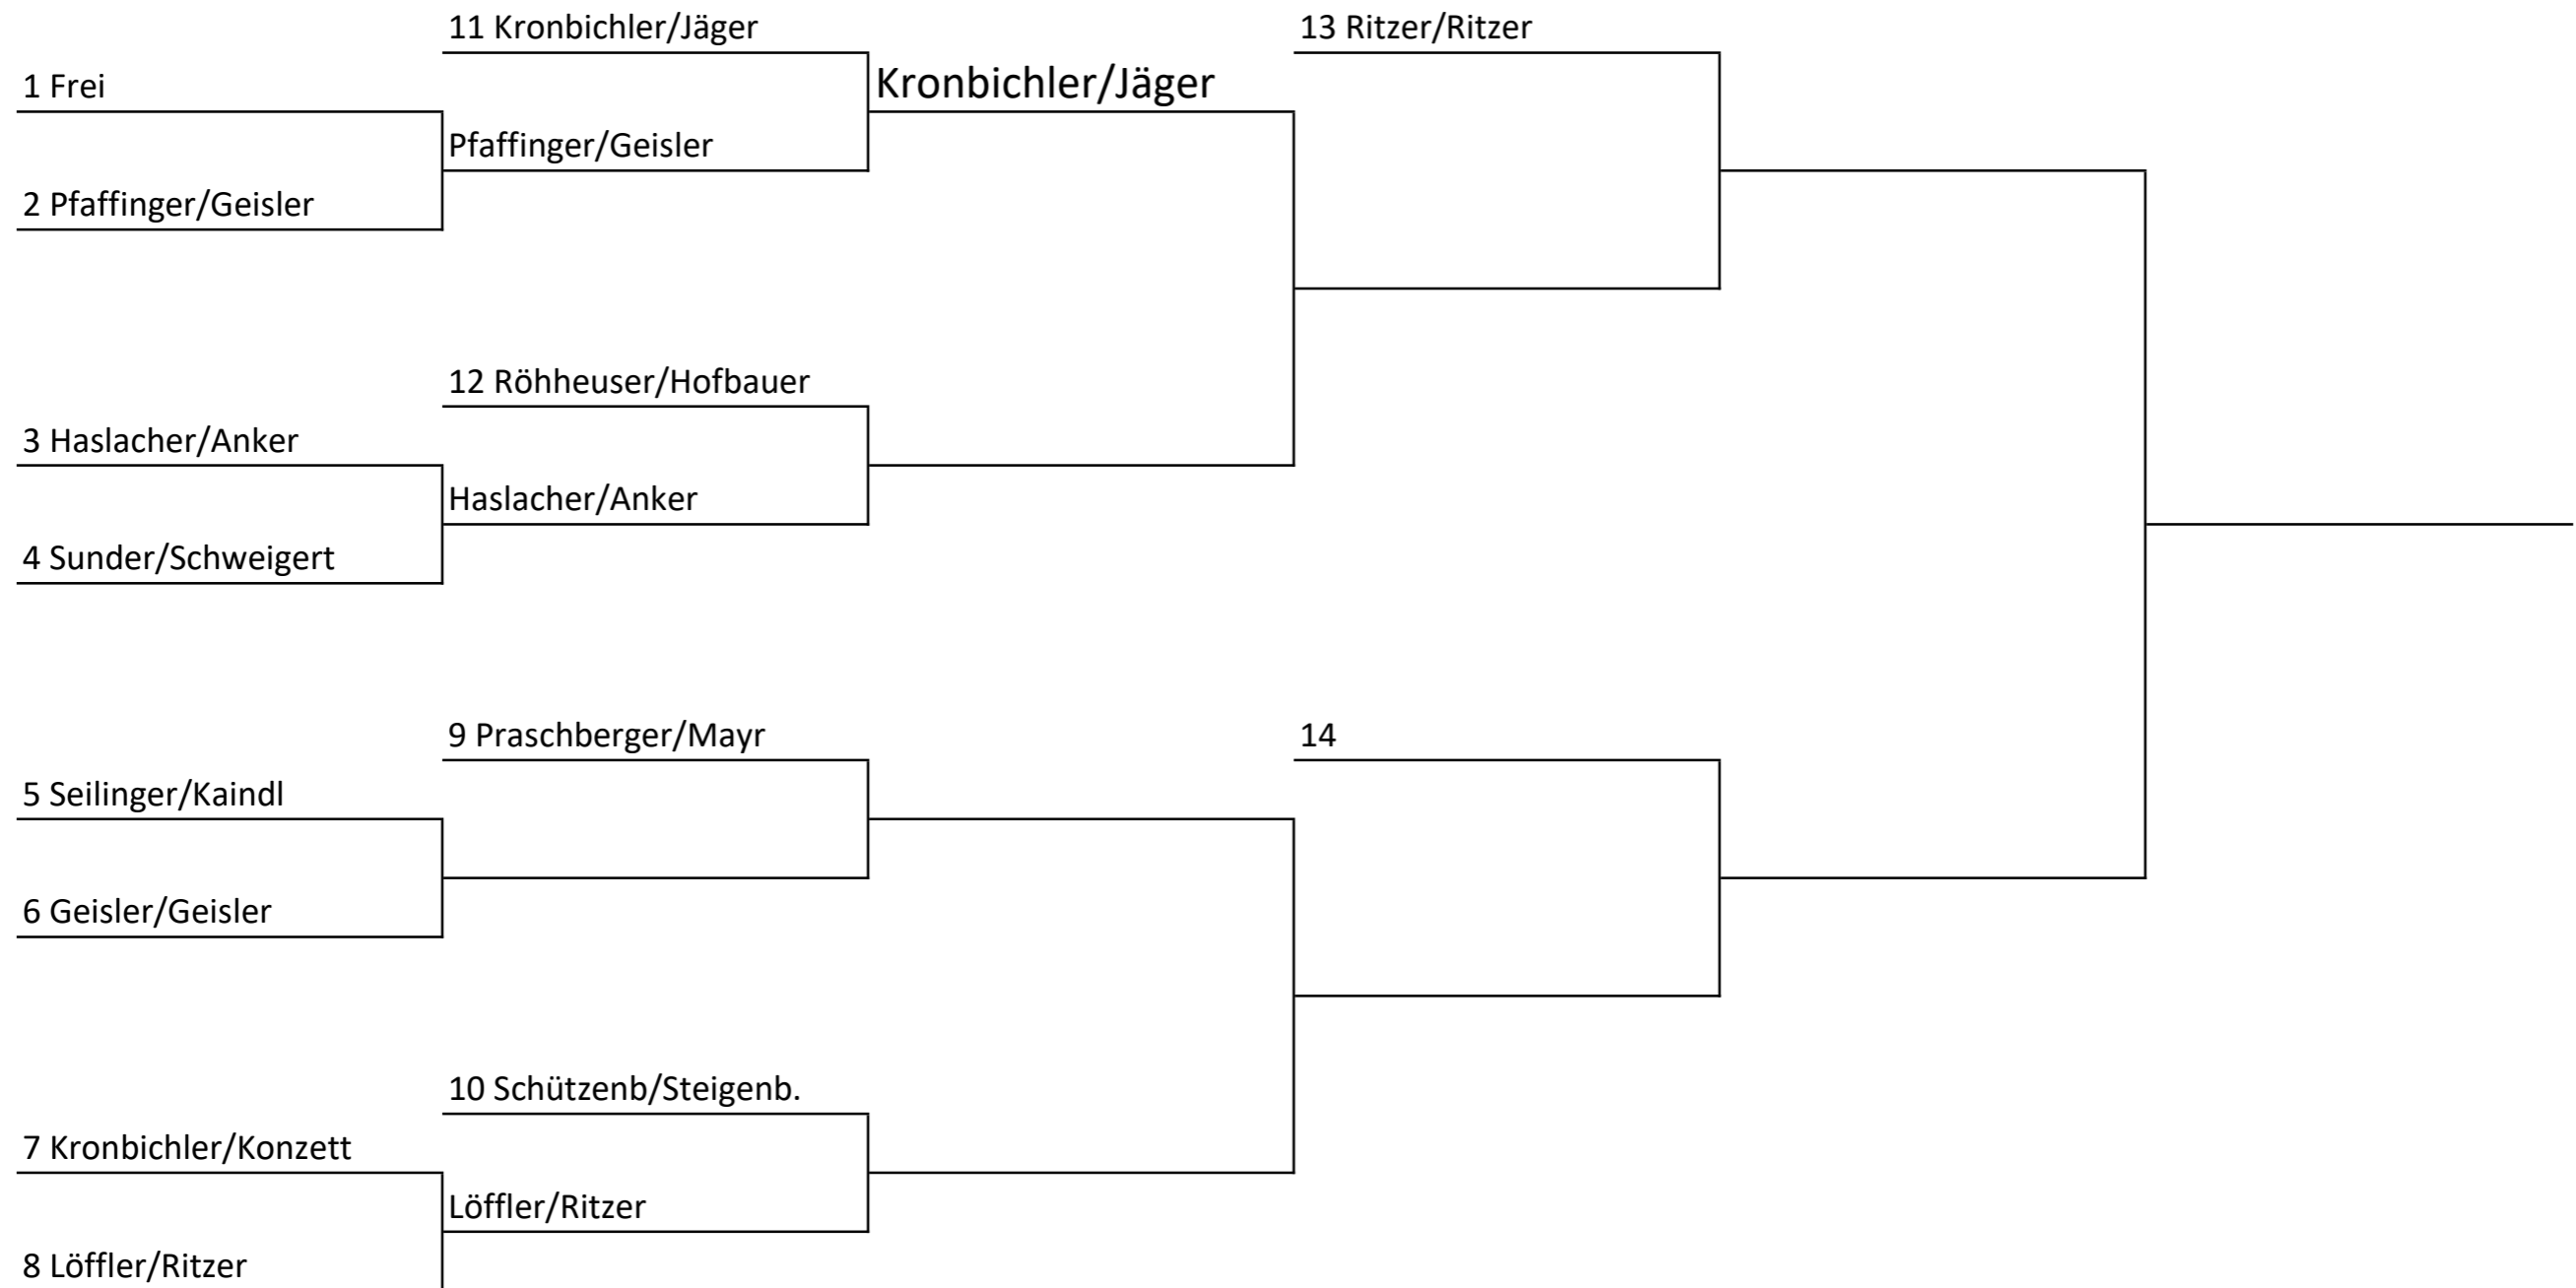 11 Kronbichler/Jäger
13 Ritzer/Ritzer
1 Frei
Kronbichler/Jäger
Pfaffinger/Geisler
2 Pfaffinger/Geisler
12 Röhheuser/Hofbauer
3 Haslacher/Anker
Haslacher/Anker
4 Sunder/Schweigert
9 Praschberger/Mayr
14
5 Seilinger/Kaindl
6 Geisler/Geisler
10 Schützenb/Steigenb.
7 Kronbichler/Konzett
Löffler/Ritzer
8 Löffler/Ritzer